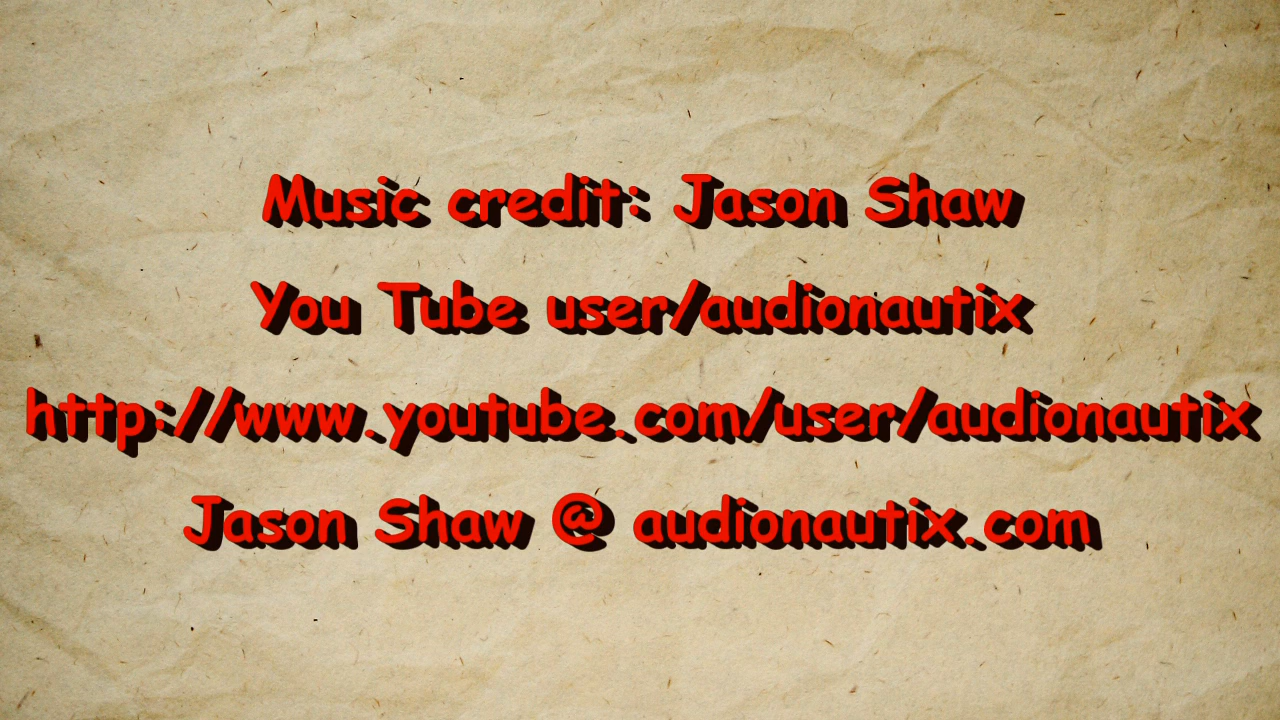 Music credit: Jason Shaw
You Tube user/audionautix
http://www.youtube.com/user/audionautix
Jason Shaw @ audionautix.com